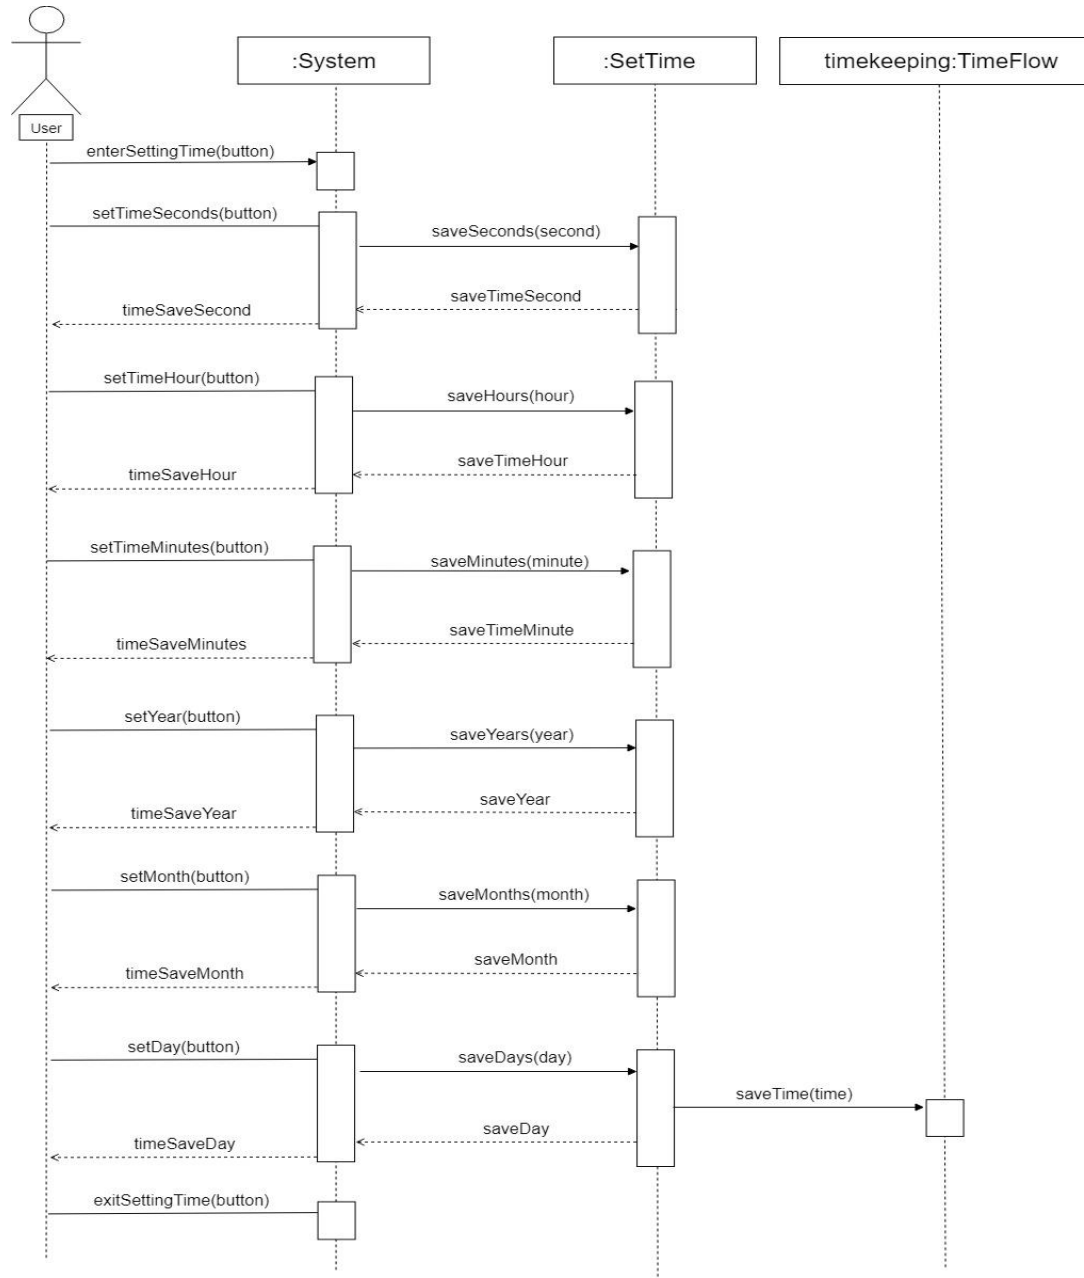 :System
:SetTime
timekeeping:TimeFlow
User
enterSettingTime(button)
setTimeSeconds(button)
saveSeconds(second)
saveTimeSecond
timeSaveSecond
setTimeHour(button)
saveHours(hour)
saveTimeHour
timeSaveHour
setTimeMinutes(button)
saveMinutes(minute)
saveTimeMinute
timeSaveMinutes
setYear(button)
saveYears(year)
saveYear
timeSaveYear
setMonth(button)
saveMonths(month)
saveMonth
timeSaveMonth
setDay(button)
saveDays(day)
saveTime(time)
saveDay
timeSaveDay
exitSettingTime(button)